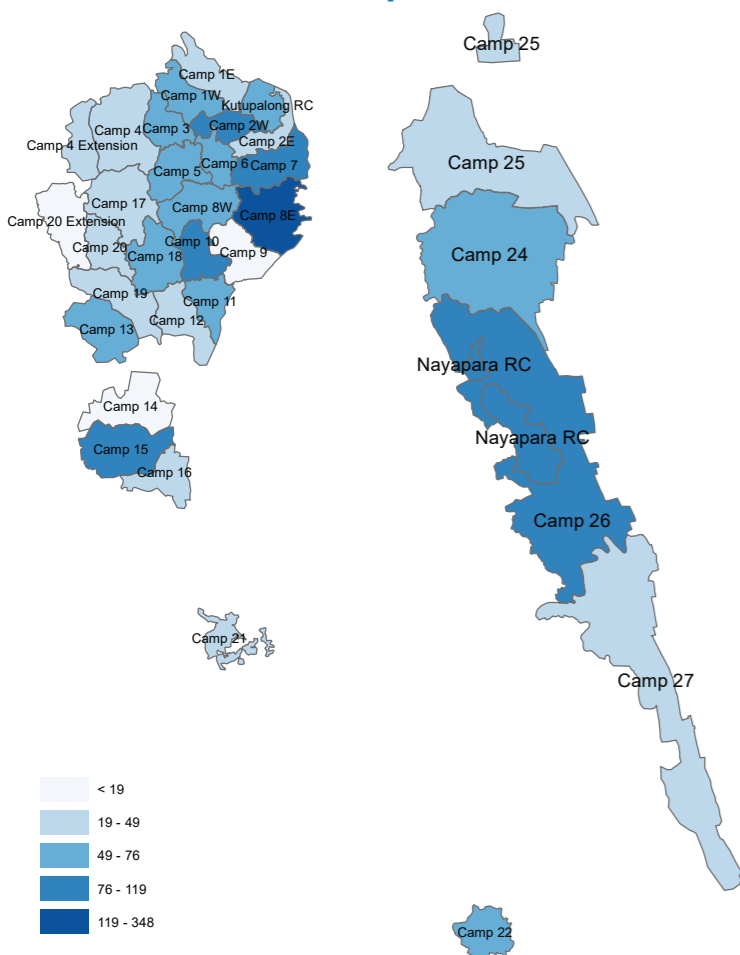 Camp 25
Camp 1E
Camp 1W
Kutupalong RC
Camp 3
Camp 2W
Camp 4
Camp 2E
Camp 4 Extension
Camp 6
Camp 7
Camp 5
Camp 25
Camp 17
Camp 8W
Camp 8E
Camp 20 Extension
Camp 10
Camp 20
Camp 18
Camp 9
Camp 24
Camp 19
Camp 11
Camp 12
Camp 13
Nayapara RC
Camp 14
Nayapara RC
Camp 15
Camp 16
Camp 26
Camp 21
Camp 27
< 19
19 - 49
49 - 76
76 - 119
119 - 348
Camp 22